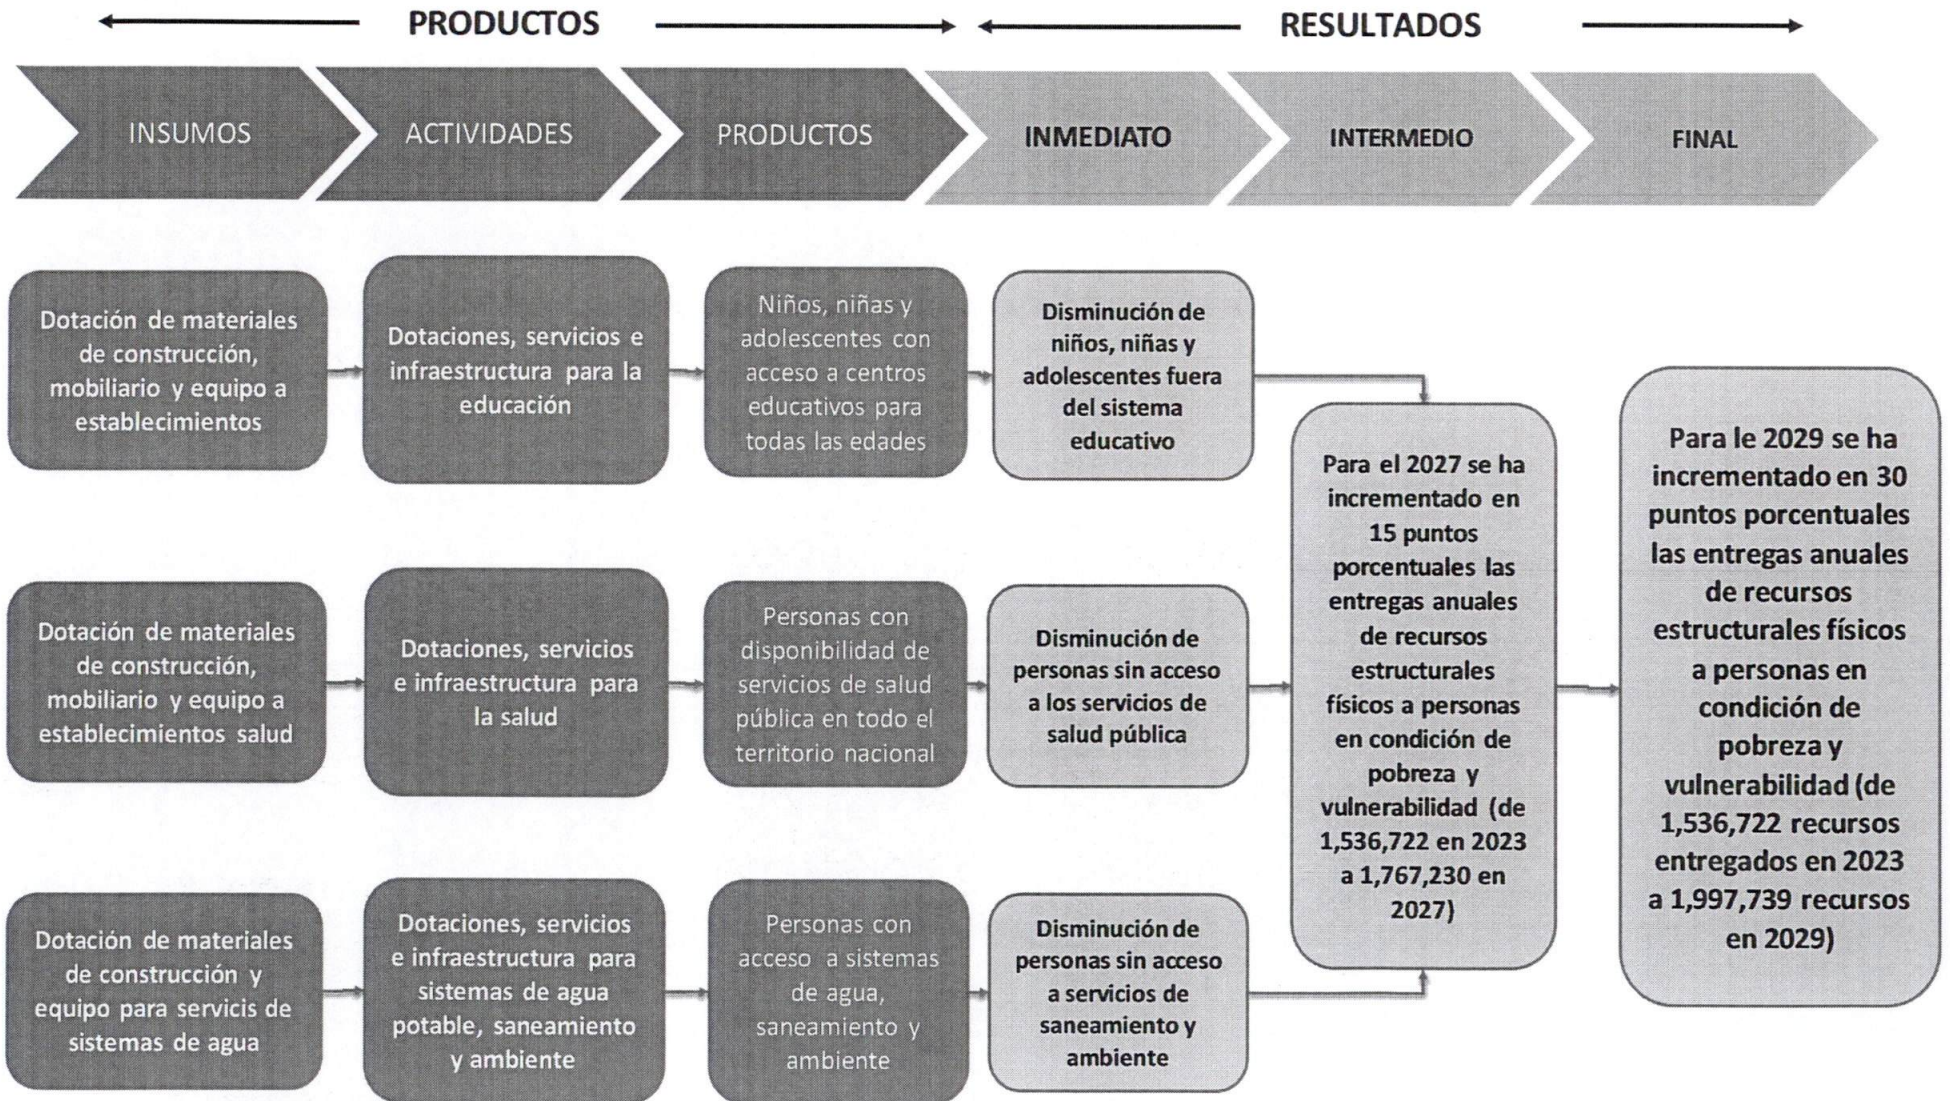 PRODUCTOS
RESULTADOS
INSUMOS
ACTIVIDADES
PRODUCTOS
INMEDIATO
INTERMEDIO
FINAL
Dotación de materiales
de construcción,
mobiliario y equipo a
establecimientos
Dotaciones, servicios e
infraestructura para la
educación
Niños, niñas y
adolescentes con
acceso a centros
educativos para
todas las edades
Disminución de
niños, niñas y
adolescentes fuera
del sistema
educativo
Dotación de materiales
de construcción,
mobiliario y equipo a
establecimientos salud
Dotaciones, servicios
e infraestructura para
la salud
Personas con
disponibilidad de
servicios de salud
pública en todo el
territorio nacional
Disminución de
personas sin acceso
a los servicios de
salud pública
Dotación de materiales
de construcción y
equipo para servicis de
sistemas de agua
Dotaciones, servicios
e infraestructura para
sistemas de agua
potable, saneamiento
y ambiente
Personas con
acceso a sistemas
de agua,
saneamiento y
ambiente
Disminución de
personas sin acceso
a servicios de
saneamiento y
ambiente
Para el 2027 se ha
incrementado en
15 puntos
porcentuales las
entregas anuales
de recursos
estructurales
físicos a personas
en condición de
pobreza y
vulnerabilidad (de
1,536,722 en 2023
a 1,767,230 en
2027)
Para le 2029 se ha
incrementado en 30
puntos porcentuales
las entregas anuales
de recursos
estructurales físicos
a personas en
condición de
pobreza y
vulnerabilidad (de
1,536,722 recursos
entregados en 2023
a 1,997,739 recursos
en 2029)